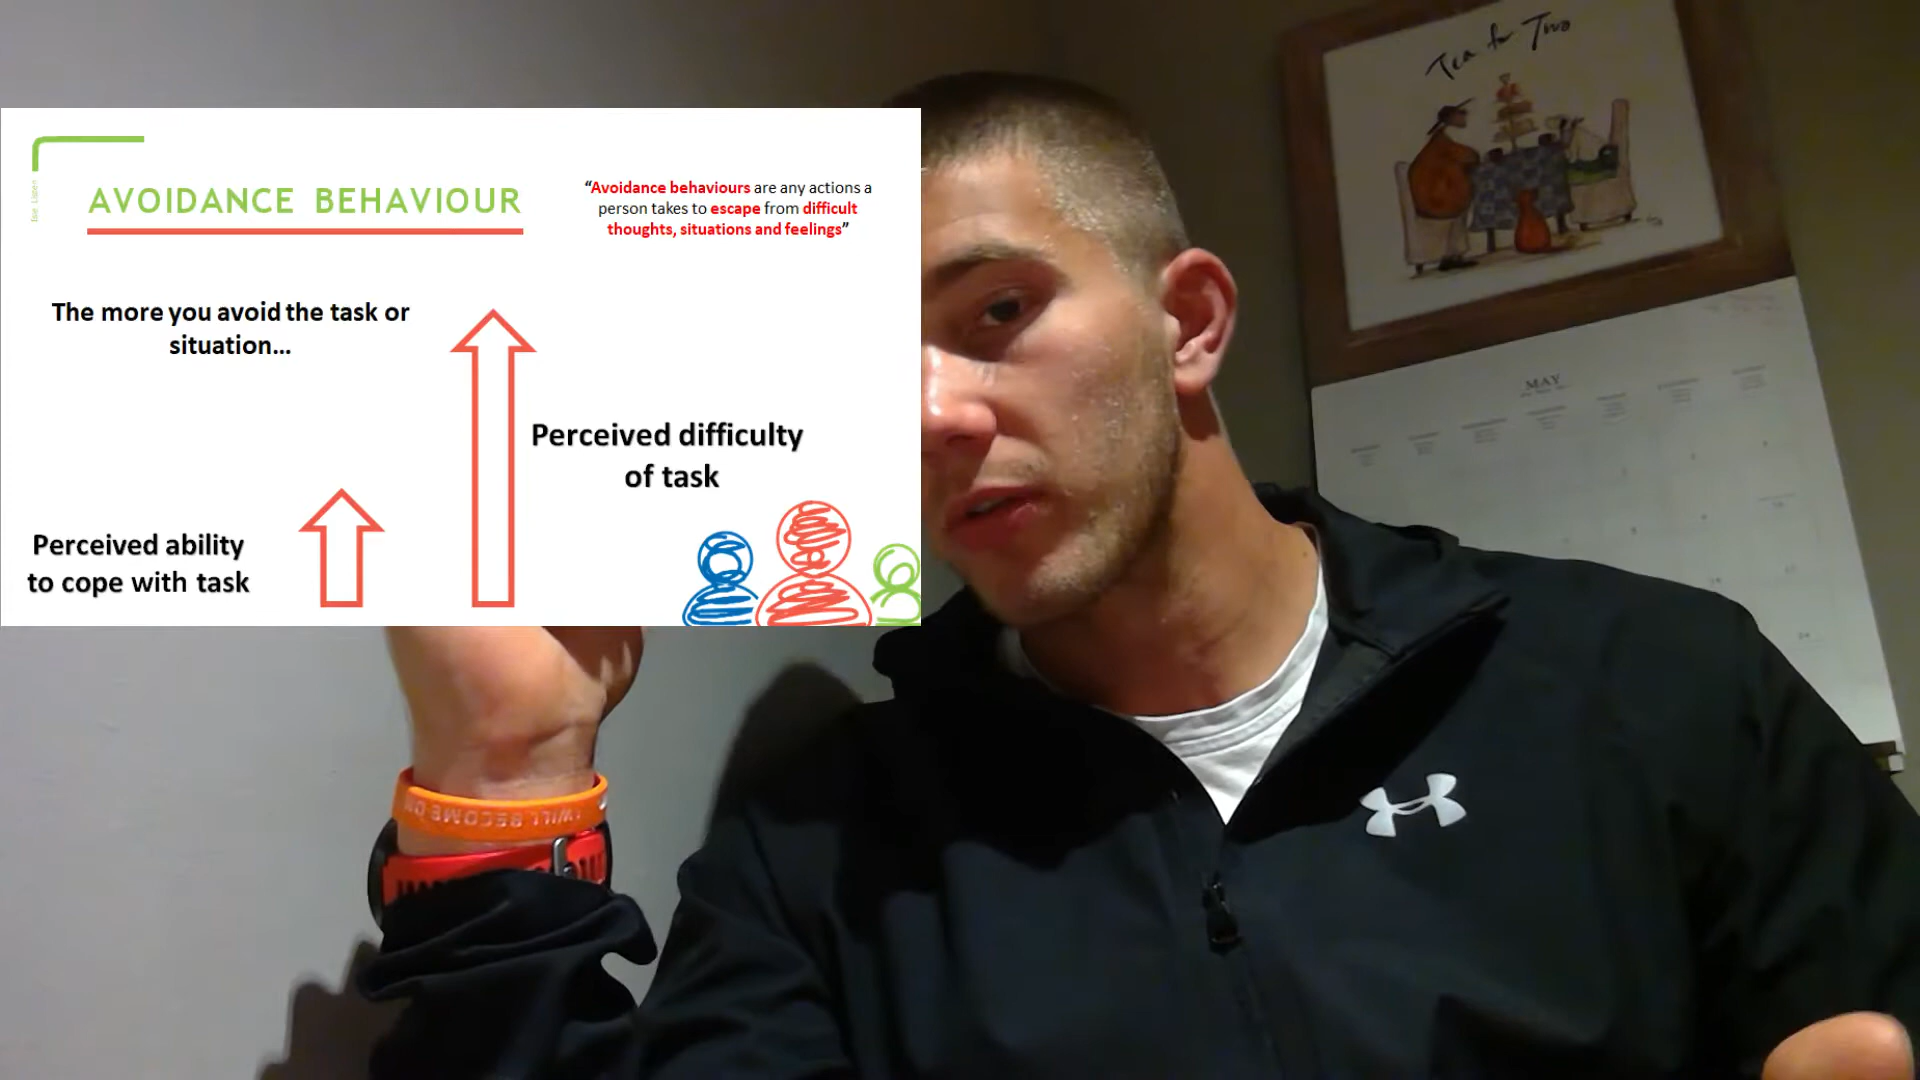 AVOIDANCE BEHAVIOUR
“Avoidance behaviours are any actions a
person takes to escape from difficult
thoughts, situations and feelings”
The more you avoid the task or
situation...
Perceived difficulty
of task
Perceived ability
to cope with task
Tea for Two
MAY
I WILL BECOME